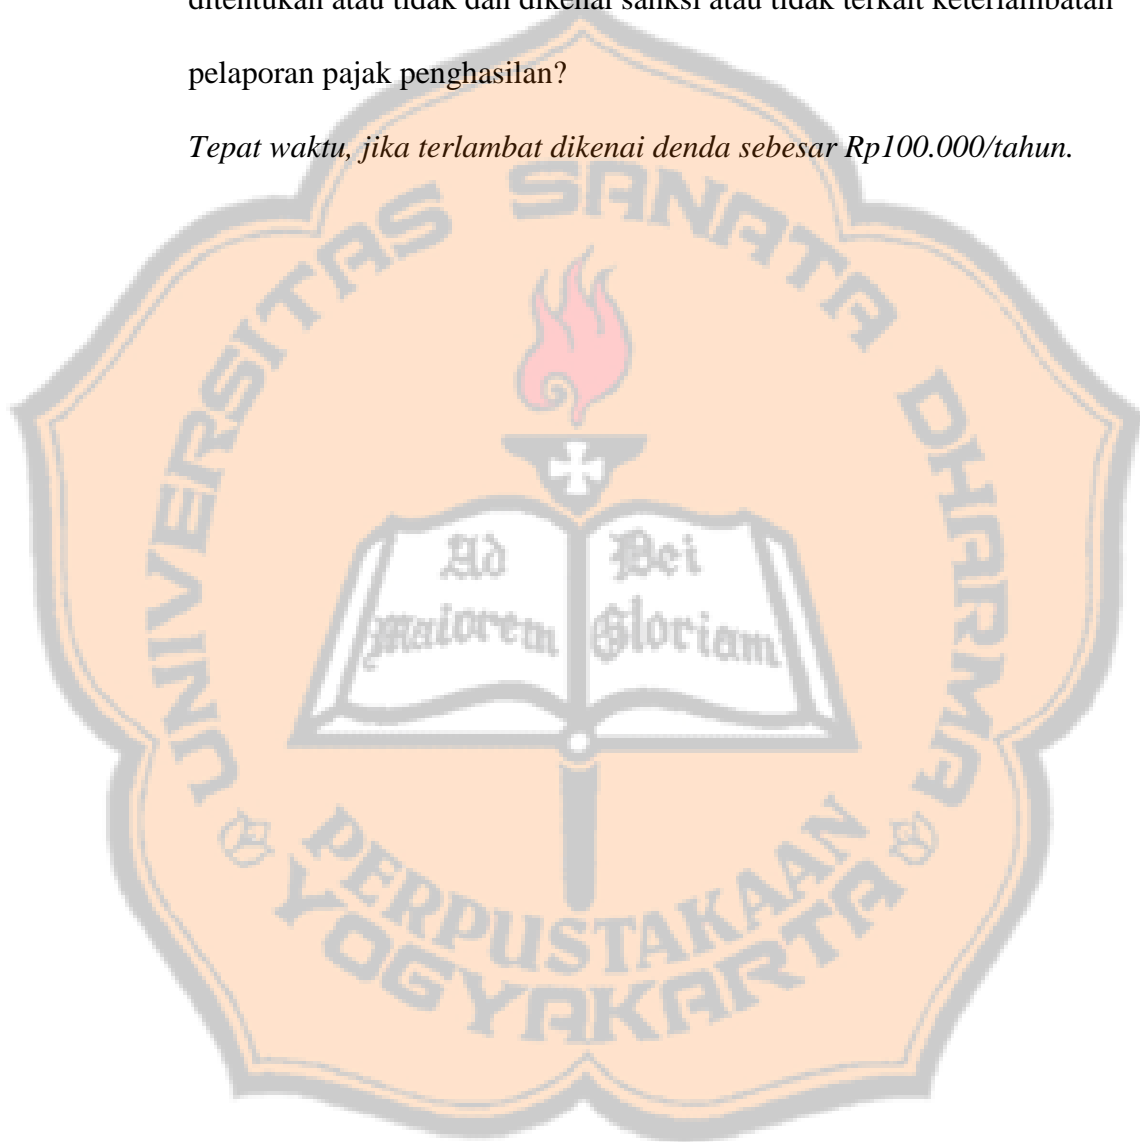 ditentukan atau tidak dan dikenai sanksi atau tidak terkait keterlambatan
pelaporan pajak penghasilan?
Tepat waktu, jika terlambat dikenai denda sebesar Rp100.000/tahun.
UNIVERSITAS SANATA DHARMA
Ad Dei
Maiorem Gloriam
PERPUSTAKAAN
YOGYAKARTA